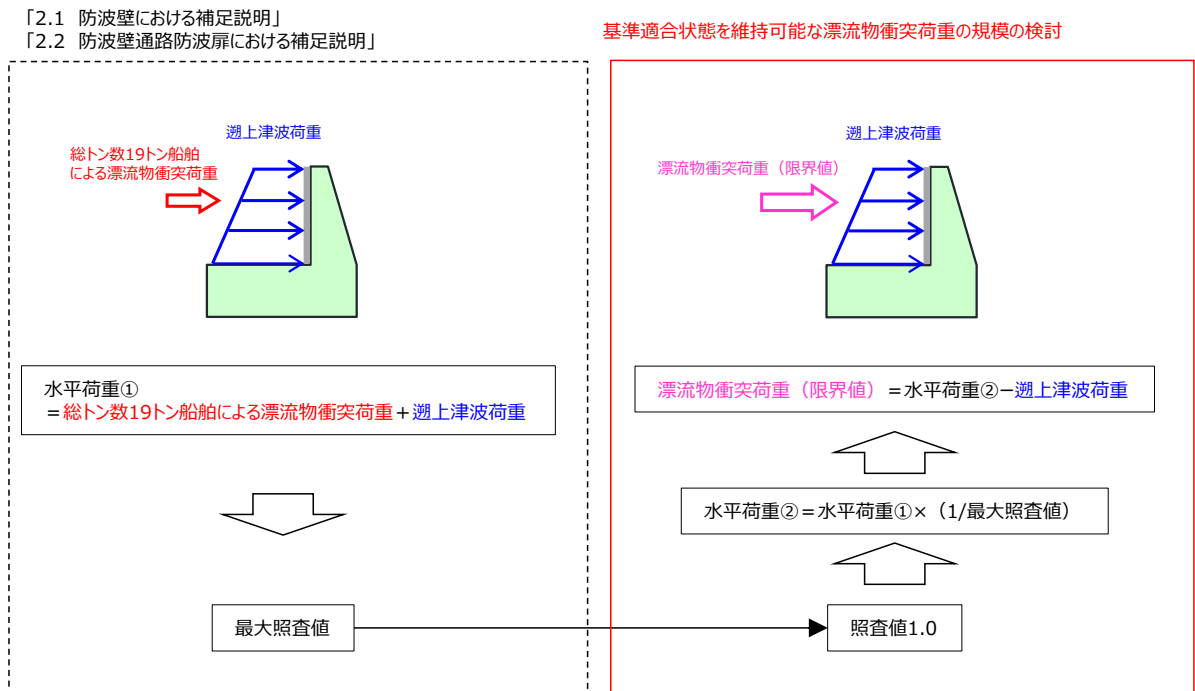 「2.1 防波壁における補足説明」
「2.2 防波壁通路防波扉における補足説明」
遡上津波荷重
総トン数19トン船舶
による漂流物衝突荷重
水平荷重①
=総トン数19トン船舶による漂流物衝突荷重+遡上津波荷重
最大照査値
基準適合状態を維持可能な漂流物衝突荷重の規模の検討
遡上津波荷重
漂流物衝突荷重(限界値)
漂流物衝突荷重(限界値)=水平荷重②-遡上津波荷重
水平荷重②=水平荷重①×(1/最大照査値)
照査値1.0